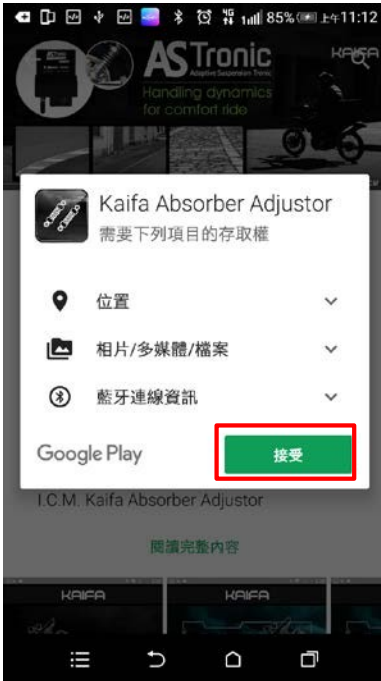 4G
85%
上午11:12
ASTronic
Adaptive Suspension Tronic
KAIFA
Handling dynamics
for comfort ride
Kaifa Absorber Adjustor
需要下列項目的存取權
位置
相片/多媒體/檔案
藍牙連線資訊
Google Play
接受
I.C.M. Kaifa Absorber Adjustor
閱讀完整內容
KAIFA
KAIFA